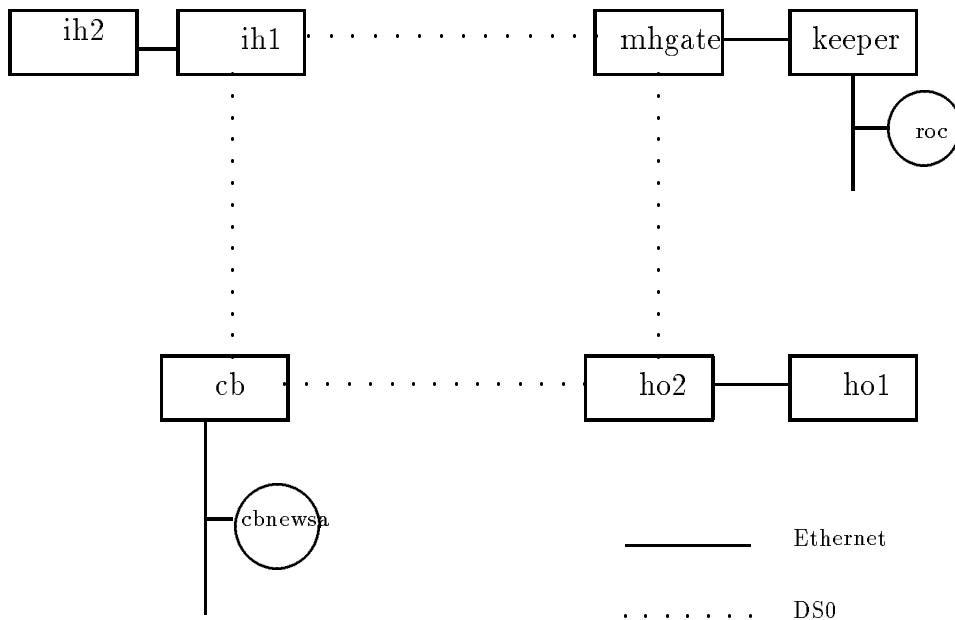 ih2
ih1
mhgate
keeper
roc
cb
ho2
ho1
cbnewsa
Ethernet
DS0